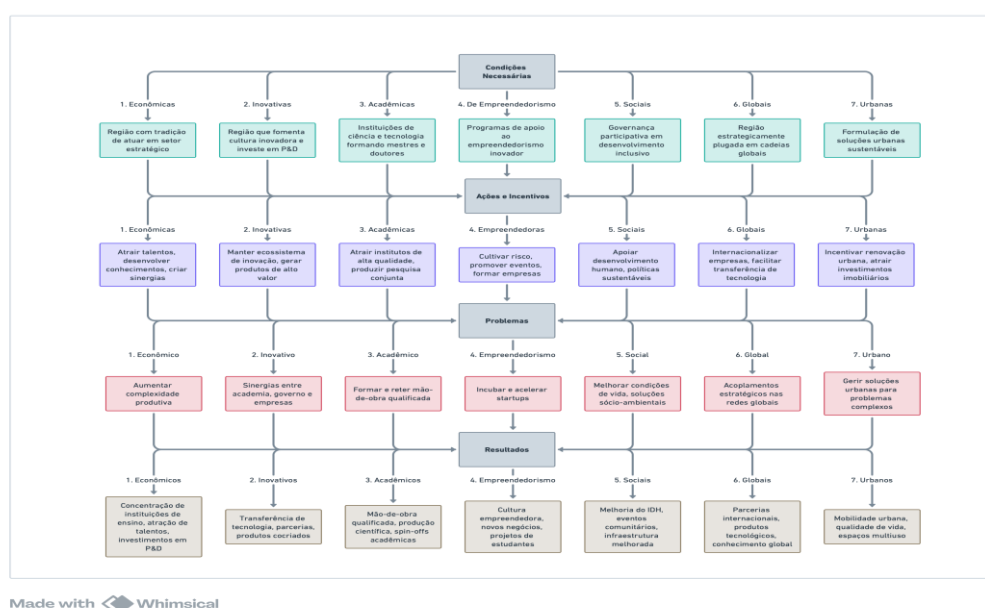 Condições
Necessárias
1. Econômicas
2. Inovativas
3. Acadêmicas
4. De Empreendedorismo
5. Sociais
6. Globais
7. Urbanas
Região com tradição
de atuar em setor
estratégico
Região que fomenta
cultura inovadora e
investe em P&D
Instituições de
ciência e tecnologia
formando mestres e
doutores
Programas de apoio
ao
empreendedorismo
inovador
Governança
participativa em
desenvolvimento
inclusivo
Região
estrategicamente
plugada em cadeias
globais
Formulação de
soluções urbanas
sustentáveis
Ações e Incentivos
1. Econômicas
2. Inovativas
3. Acadêmicas
4. Empreendedoras
5. Sociais
6. Globais
7. Urbanas
Atrair talentos,
desenvolver
conhecimentos, criar
sinergias
Manter ecossistema
de inovação, gerar
produtos de alto
valor
Atrair institutos de
alta qualidade,
produzir pesquisa
conjunta
Cultivar risco,
promover eventos,
formar empresas
Apoiar
desenvolvimento
humano, políticas
sustentáveis
Internacionalizar
empresas, facilitar
transferência de
tecnologia
Incentivar renovação
urbana, atrair
investimentos
imobiliários
Problemas
1. Econômico
2. Inovativo
3. Acadêmico
4. Empreendedorismo
5. Social
6. Global
7. Urbano
Aumentar
complexidade
produtiva
Sinergias entre
academia, governo e
empresas
Formar e reter mão-
de-obra qualificada
Incubar e acelerar
startups
Melhorar condições
de vida, soluções
sócio-ambientais
Acoplamentos
estratégicos nas
redes globais
Gerir soluções
urbanas para
problemas
complexos
Resultados
1. Econômicos
2. Inovativos
3. Acadêmicos
4. Empreendedorismo
5. Sociais
6. Globais
7. Urbanos
Concentração de
instituições de
ensino, atração de
talentos,
investimentos em
P&D
Transferência de
tecnologia, parcerias,
produtos cocriados
Mão-de-obra
qualificada, produção
científica, spin-offs
acadêmicas
Cultura
empreendedora,
novos negócios,
projetos de
estudantes
Melhoria do IDH,
eventos
comunitários,
infraestrutura
melhorada
Parcerias
internacionais,
produtos
tecnológicos,
conhecimento global
Mobilidade urbana,
qualidade de vida,
espaços multiuso
Made with Whimsical